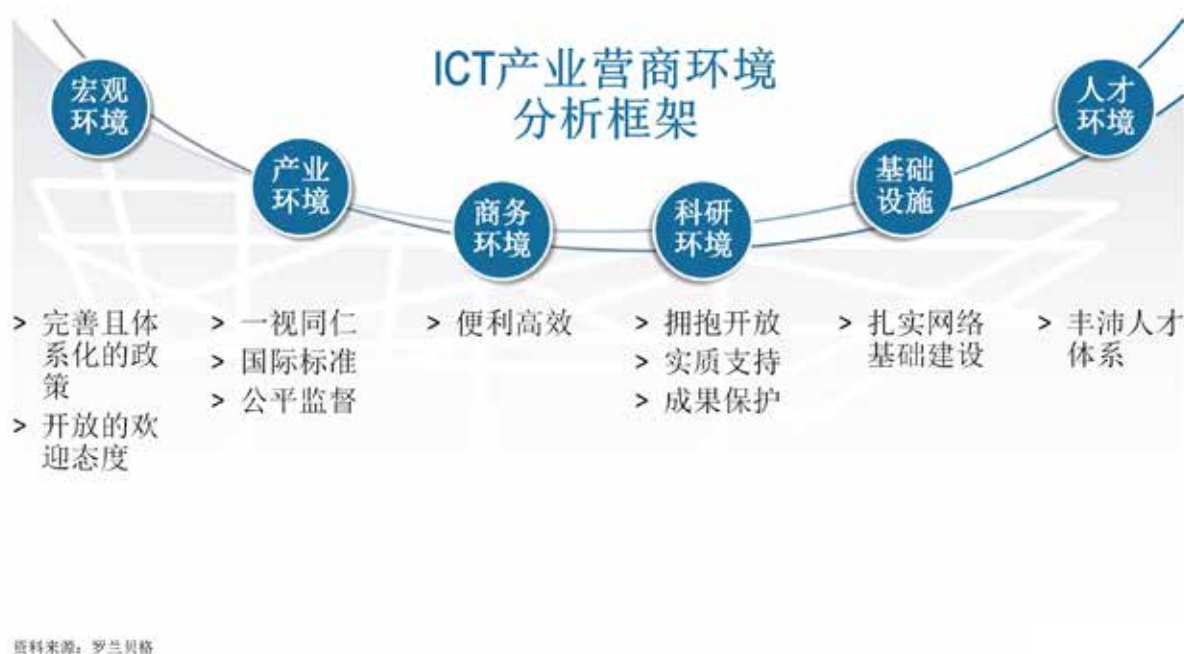 ICT产业营商环境
分析框架
宏观
环境
产业
环境
商务
环境
科研
环境
基础
设施
人才
环境
> 完善且体
系化的政
策
> 开放的欢
迎态度
> 一视同仁
> 国际标准
> 公平监督
> 便利高效
> 拥抱开放
> 实质支持
> 成果保护
> 扎实网络
基础建设
> 丰沛人才
体系
资料来源：罗兰贝格